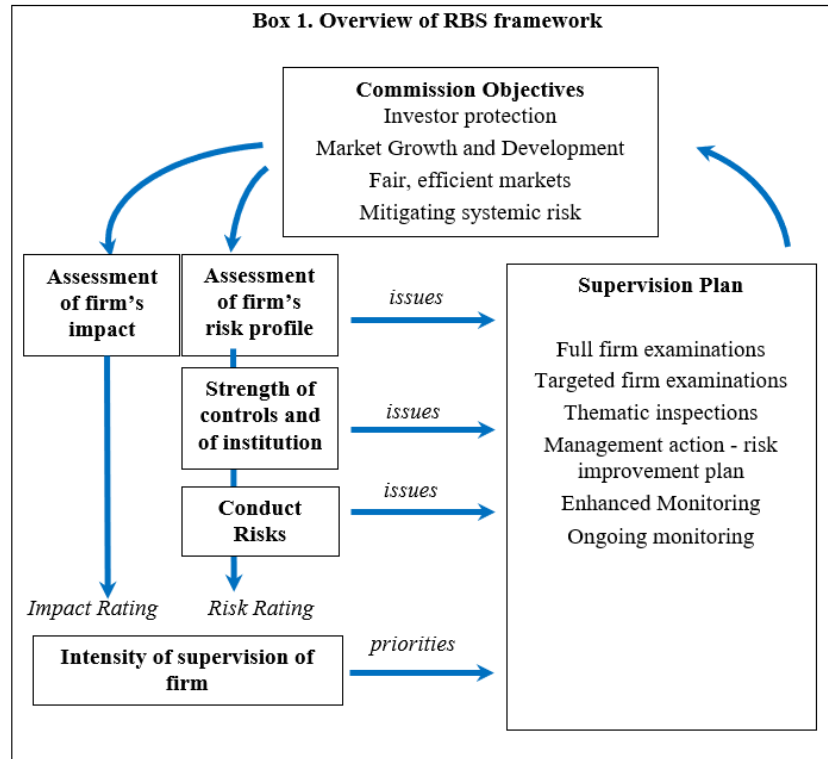 Box 1. Overview of RBS framework
Commission Objectives
Investor protection
Market Growth and Development
Fair, efficient markets
Mitigating systemic risk
Assessment
of firm's
impact
Assessment
of firm's
risk profile
issues
Strength of
controls and
of institution
issues
Conduct
Risks
issues
Impact Rating
Risk Rating
Intensity of supervision of
firm
priorities
Supervision Plan
Full firm examinations
Targeted firm examinations
Thematic inspections
Management action - risk
improvement plan
Enhanced Monitoring
Ongoing monitoring